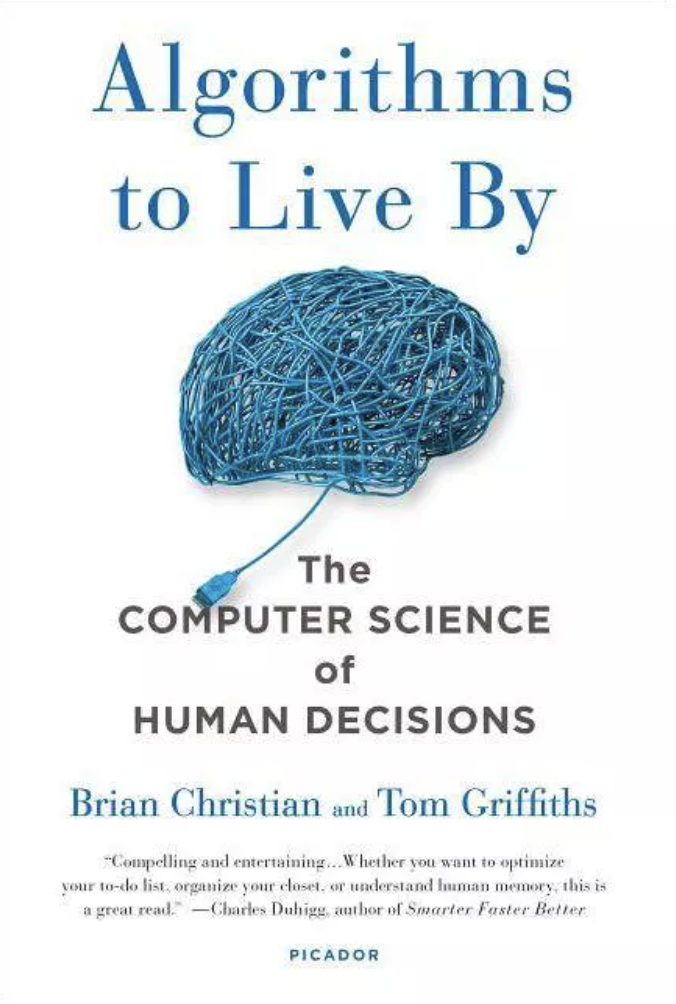 Algorithms
to Live By
The
COMPUTER SCIENCE
of
HUMAN DECISIONS
Brian Christian and Tom Griffiths
“Compelling and entertaining…Whether you want to optimize
your to-do list, organize your closet, or understand human memory, this is
a great read.” —Charles Duhigg, author of Smarter Faster Better
PICADOR